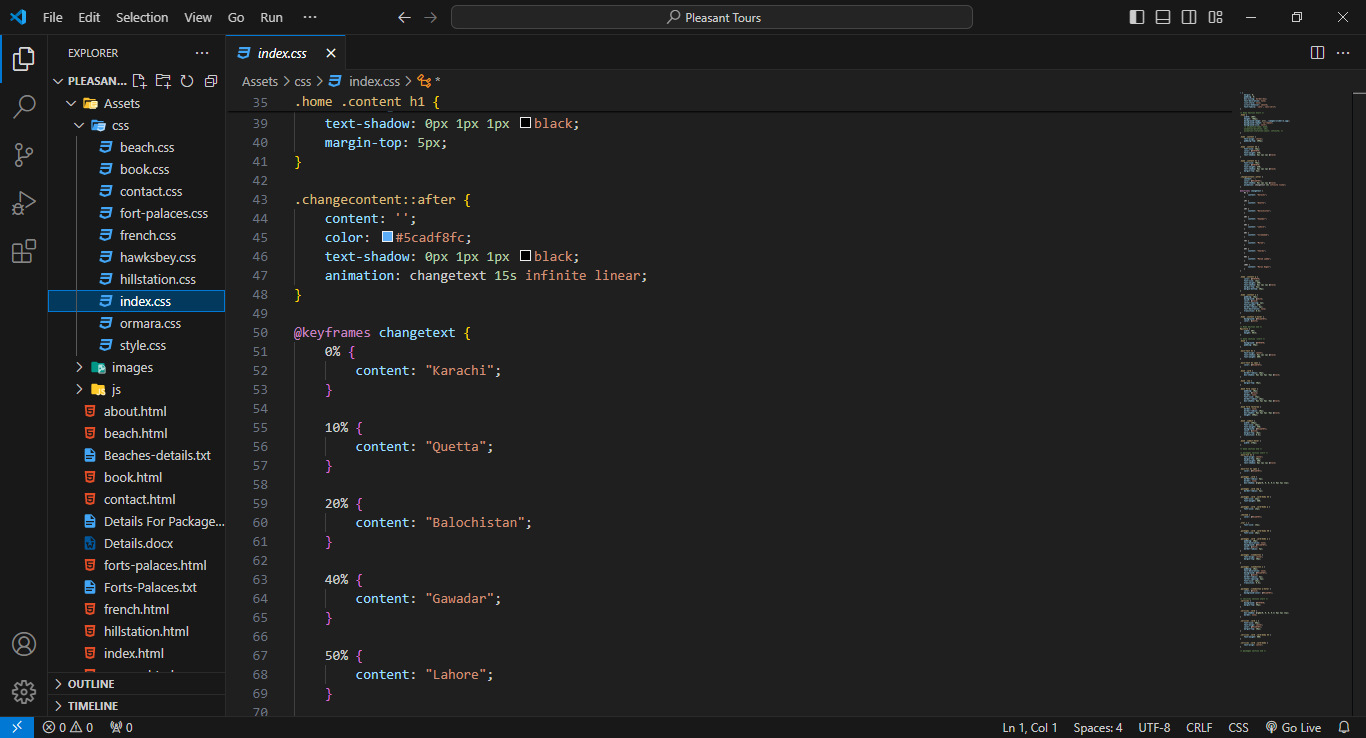 File Edit Selection View Go Run ···
Pleasant Tours
EXPLORER ···
PLEASAN...
Assets
css
beach.css
book.css
contact.css
fort-palaces.css
french.css
hawksbey.css
hillstation.css
index.css
ormara.css
style.css
images
js
about.html
beach.html
Beaches-details.txt
book.html
contact.html
Details For Package...
Details.docx
forts-palaces.html
Forts-Palaces.txt
french.html
hillstation.html
index.html
OUTLINE
TIMELINE
index.css
Assets > css > index.css > *
35 .home .content h1 {
39 text-shadow: 0px 1px 1px black;
40 margin-top: 5px;
41 }
42
43 .changecontent::after {
44 content: '';
45 color: #5cadf8fc;
46 text-shadow: 0px 1px 1px black;
47 animation: changetext 15s infinite linear;
48 }
49
50 @keyframes changetext {
51 0% {
52 content: "Karachi";
53 }
54
55 10% {
56 content: "Quetta";
57 }
58
59 20% {
60 content: "Balochistan";
61 }
62
63 40% {
64 content: "Gawadar";
65 }
66
67 50% {
68 content: "Lahore";
69 }
70
0 0 0 Ln 1, Col 1 Spaces: 4 UTF-8 CRLF CSS Go Live